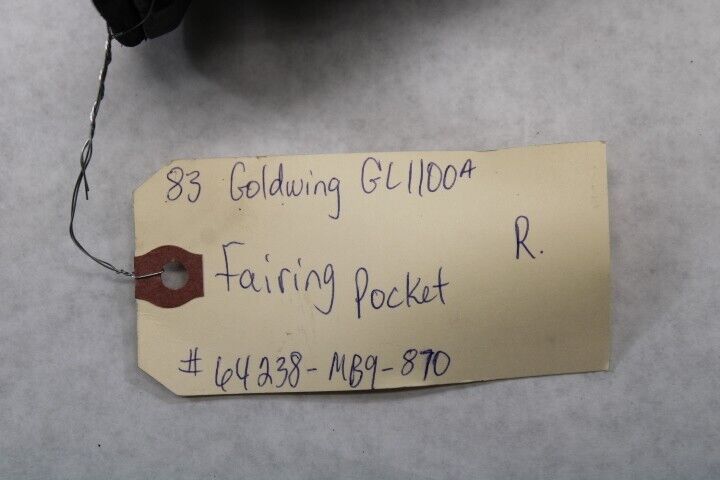 83 Goldwing GL1100A
R.
Fairing Pocket
# 64238-MB9-870